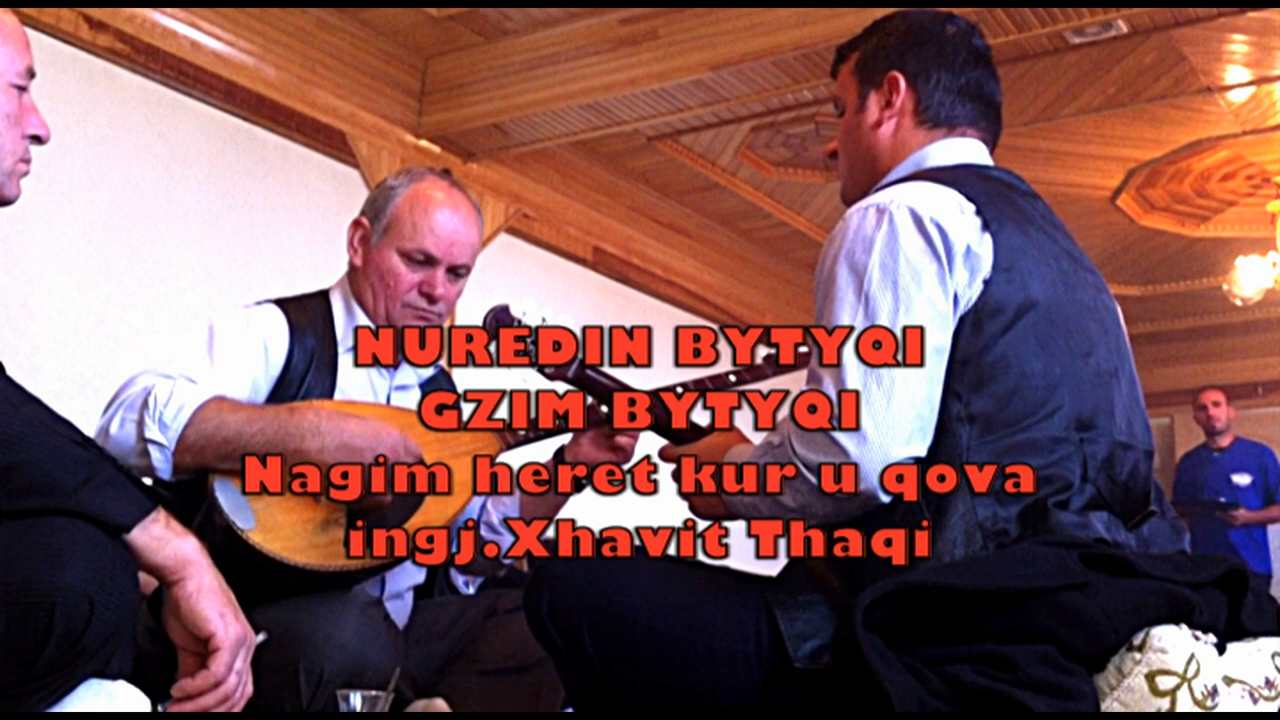 NUREDIN BYTYQI
GZIM BYTYQI
Nagim heret kur u qova
ingj.Xhavit Thaqi